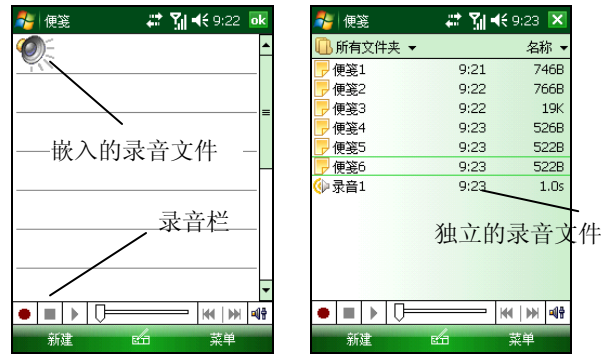 便笺 9:22 ok
嵌入的录音文件
录音栏
新建 菜单
便笺 9:23
所有文件夹 名称
便笺1 9:21 746B
便笺2 9:22 766B
便笺3 9:22 19K
便笺4 9:23 526B
便笺5 9:23 522B
便笺6 9:23 522B
录音1 9:23 1.0s
独立的录音文件
新建 菜单